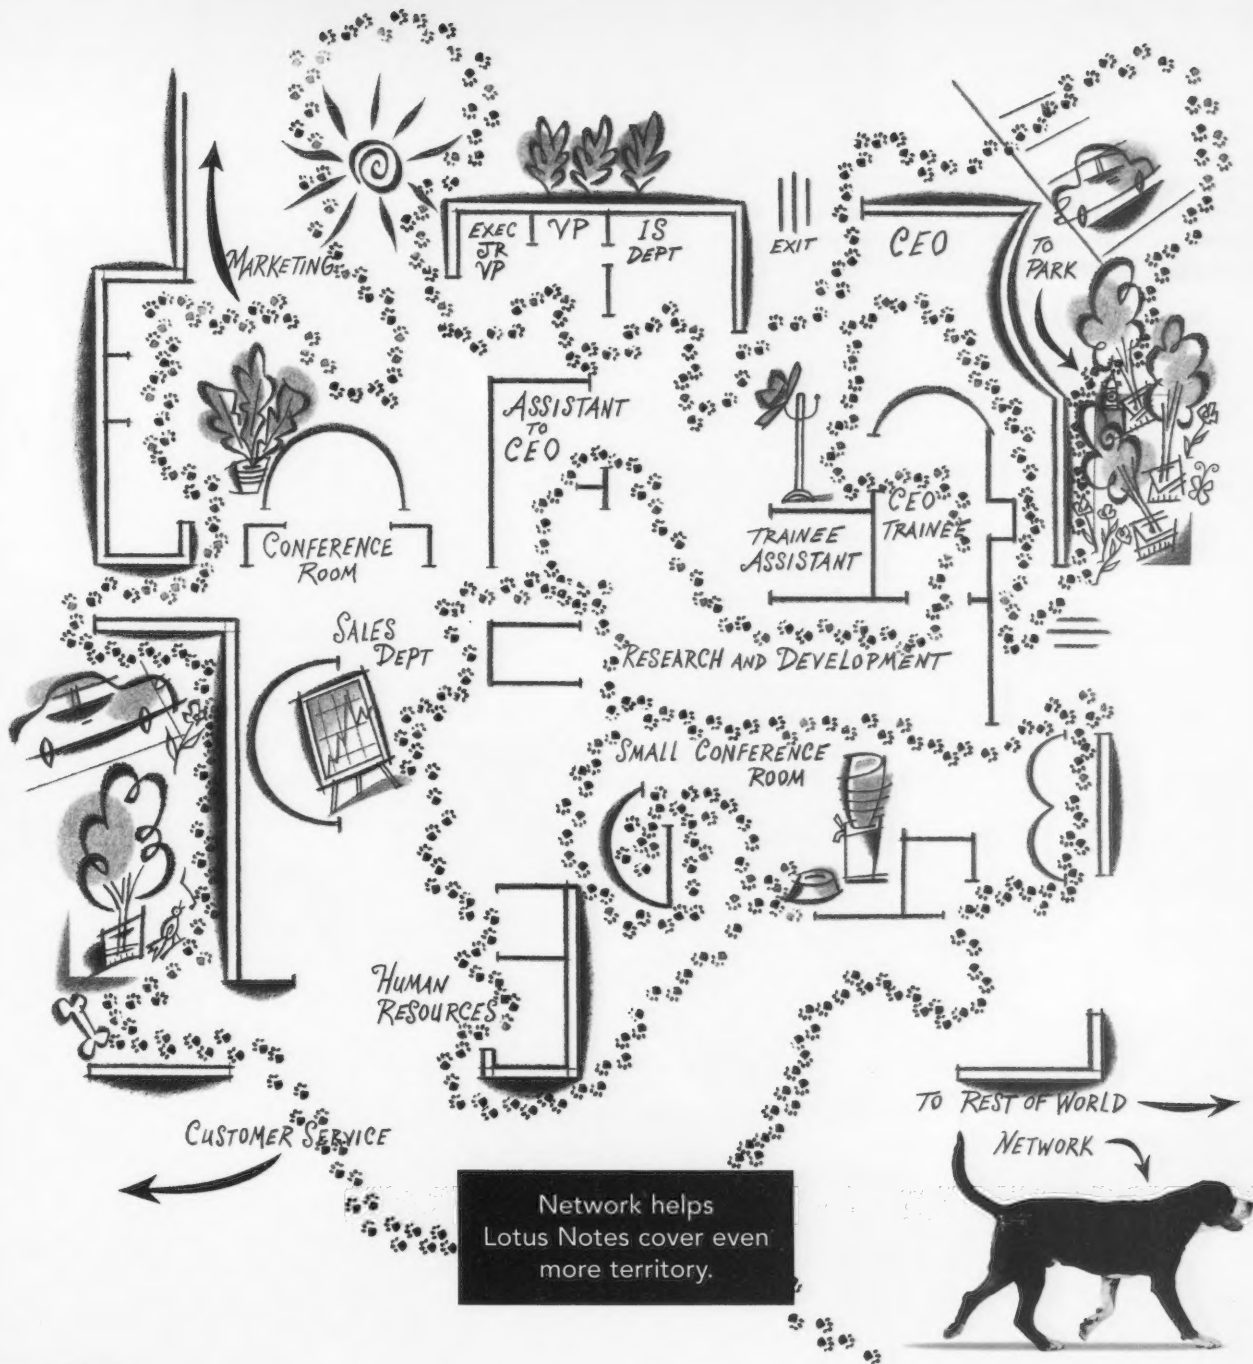 EXEC
JR
VP
VP
IS
DEPT
EXIT
CEO
TO
PARK
MARKETING
ASSISTANT
TO
CEO
CEO
TRAINEE
TRAINEE
ASSISTANT
CONFERENCE
ROOM
SALES
DEPT
RESEARCH AND DEVELOPMENT
SMALL CONFERENCE
ROOM
HUMAN
RESOURCES
TO REST OF WORLD
NETWORK
CUSTOMER SERVICE
Network helps
Lotus Notes cover even
more territory.